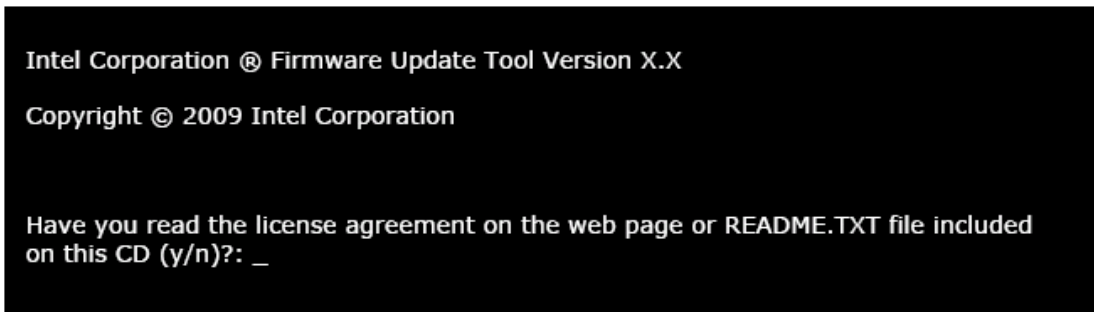 Intel Corporation ® Firmware Update Tool Version X.X
Copyright © 2009 Intel Corporation
Have you read the license agreement on the web page or README.TXT file included
on this CD (y/n)?: _